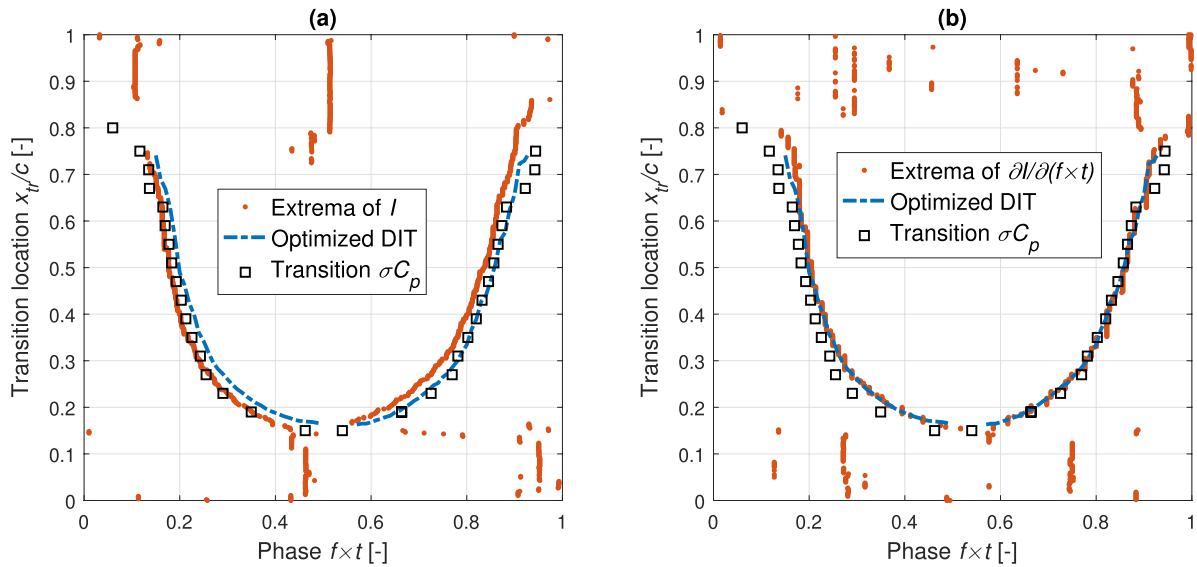 (a)
Transition location x_tr/c [-]
1
0.9
0.8
0.7
0.6
0.5
0.4
0.3
0.2
0.1
0
Extrema of I
Optimized DIT
Transition σC_p
0 0.2 0.4 0.6 0.8 1
Phase f×t [-]
(b)
Transition location x_tr/c [-]
1
0.9
0.8
0.7
0.6
0.5
0.4
0.3
0.2
0.1
0
Extrema of ∂I/∂(f×t)
Optimized DIT
Transition σC_p
0 0.2 0.4 0.6 0.8 1
Phase f×t [-]